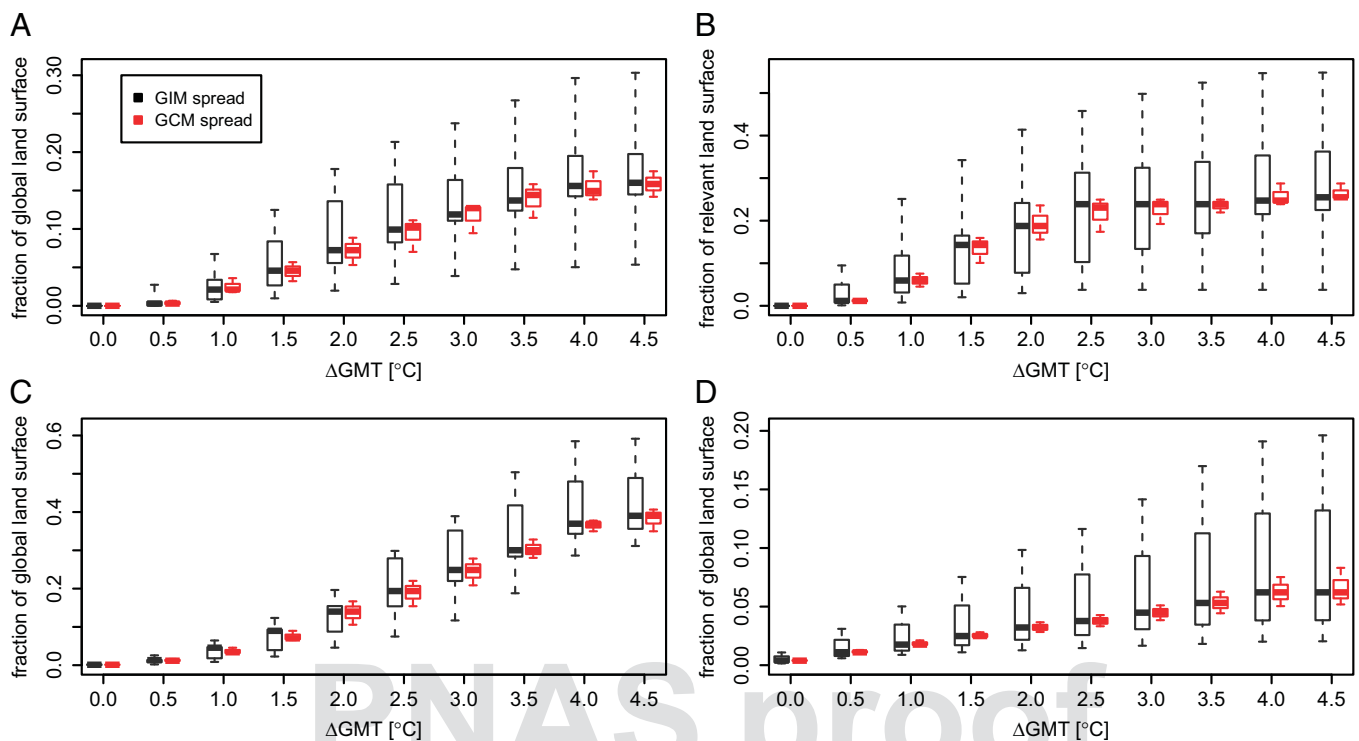 A
fraction of global land surface
0.00 0.10 0.20 0.30
GIM spread
GCM spread
0.0 0.5 1.0 1.5 2.0 2.5 3.0 3.5 4.0 4.5
ΔGMT [°C]
B
fraction of relevant land surface
0.0 0.2 0.4
0.0 0.5 1.0 1.5 2.0 2.5 3.0 3.5 4.0 4.5
ΔGMT [°C]
C
fraction of global land surface
0.0 0.2 0.4 0.6
0.0 0.5 1.0 1.5 2.0 2.5 3.0 3.5 4.0 4.5
ΔGMT [°C]
D
fraction of global land surface
0.00 0.05 0.10 0.15 0.20
0.0 0.5 1.0 1.5 2.0 2.5 3.0 3.5 4.0 4.5
ΔGMT [°C]
PNAS proof